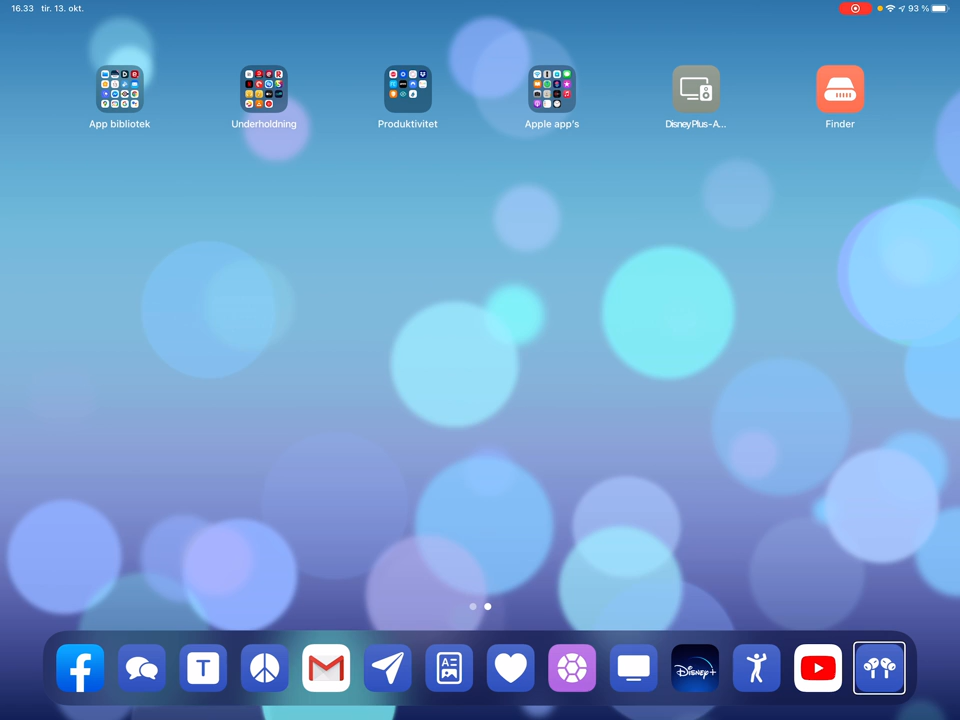 16.33 tir. 13. okt.
93 %
App bibliotek
Underholdning
Produktivitet
Apple app's
DisneyPlus-A...
Finder
T
Disney+